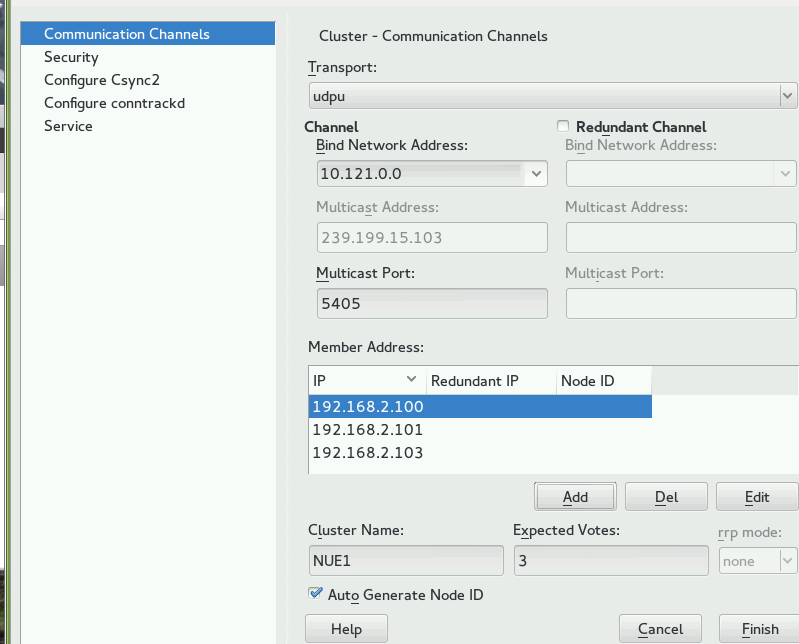 Communication Channels
Security
Configure Csync2
Configure conntrackd
Service
Cluster - Communication Channels
Transport:
udpu
Channel
Bind Network Address:
10.121.0.0
Multicast Address:
239.199.15.103
Multicast Port:
5405
Redundant Channel
Bind Network Address:
Multicast Address:
Multicast Port:
Member Address:
IP Redundant IP Node ID
192.168.2.100
192.168.2.101
192.168.2.103
Add Del Edit
Cluster Name:
NUE1
Expected Votes:
3
rrp mode:
none
Auto Generate Node ID
Help Cancel Finish